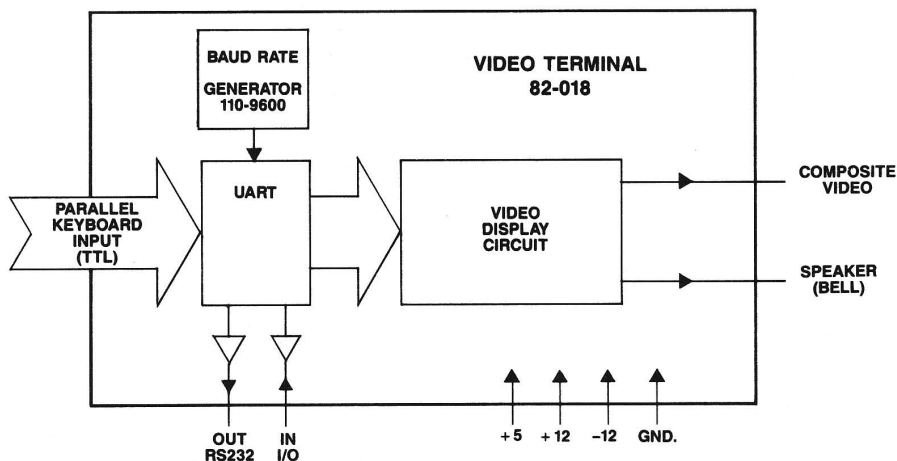 BAUD RATE
GENERATOR
110-9600
VIDEO TERMINAL
82-018
PARALLEL
KEYBOARD
INPUT
(TTL)
UART
VIDEO
DISPLAY
CIRCUIT
COMPOSITE
VIDEO
SPEAKER
(BELL)
OUT
RS232
IN
I/O
+5
+12
-12
GND.